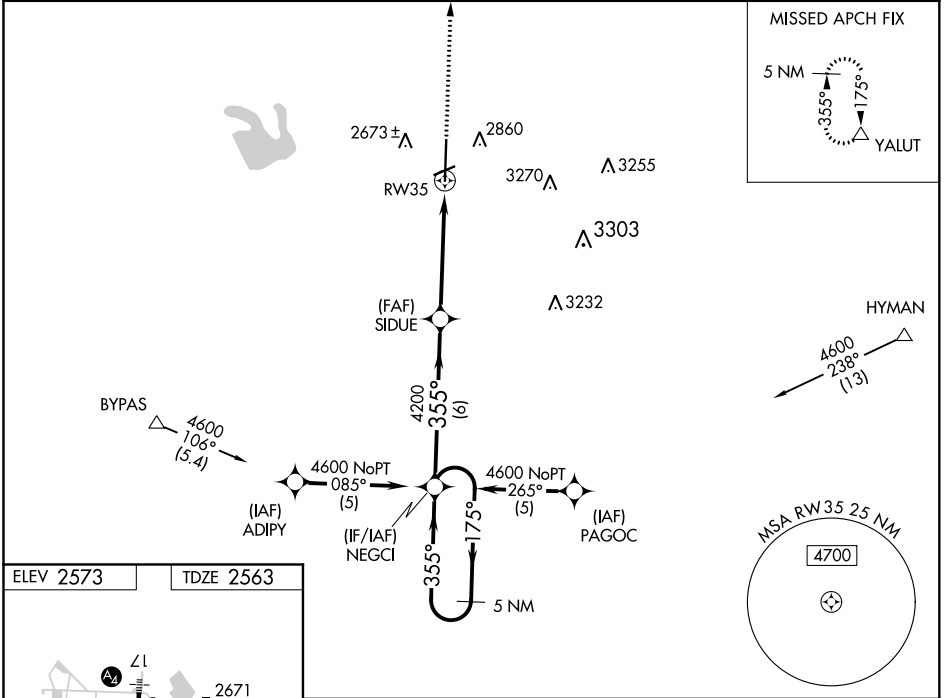 MISSED APCH FIX
5 NM
355°
175°
YALUT
2673 ±
2860
RW35
3270
3255
3303
3232
(FAF)
SIDUE
HYMAN
4600
238°
(13)
4200
355°
(6)
BYPAS
4600
106°
(5.4)
4600 NoPT
085°
(5)
4600 NoPT
265°
(5)
(IAF)
ADIPY
(IF/IAF)
NEGCI
(IAF)
PAGOC
355°
175°
5 NM
MSA RW35 25 NM
4700
ELEV 2573
TDZE 2563
A4
17
2671